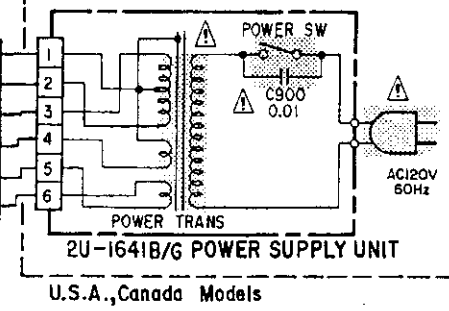 POWER SW
1
2
3
4
5
6
C900
0.01
AC120V
60Hz
POWER TRANS
2U-1641B/G POWER SUPPLY UNIT
U.S.A., Canada Models